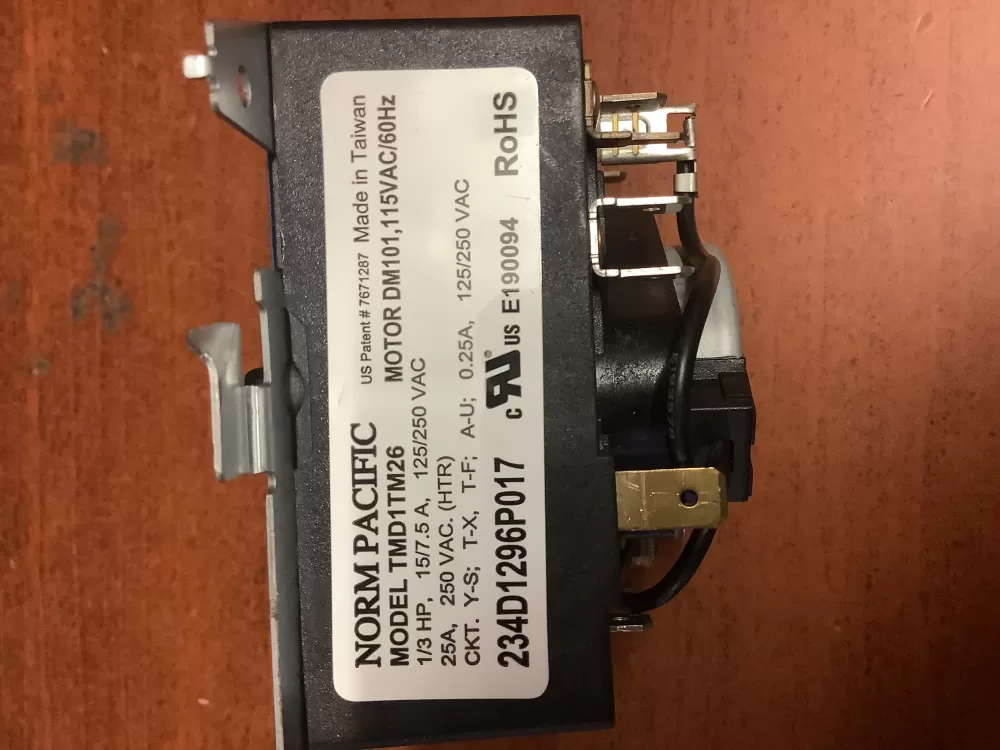 NORM PACIFIC US Patent # 7671287 Made in Taiwan
MODEL TMD1TM26 MOTOR DM101,115VAC/60Hz
1/3 HP, 15/7.5 A, 125/250 VAC
25A, 250 VAC. (HTR)
CKT. Y-S; T-X, T-F; A-U; 0.25A, 125/250 VAC
234D1296P017 c RU ® US E190094 RoHS